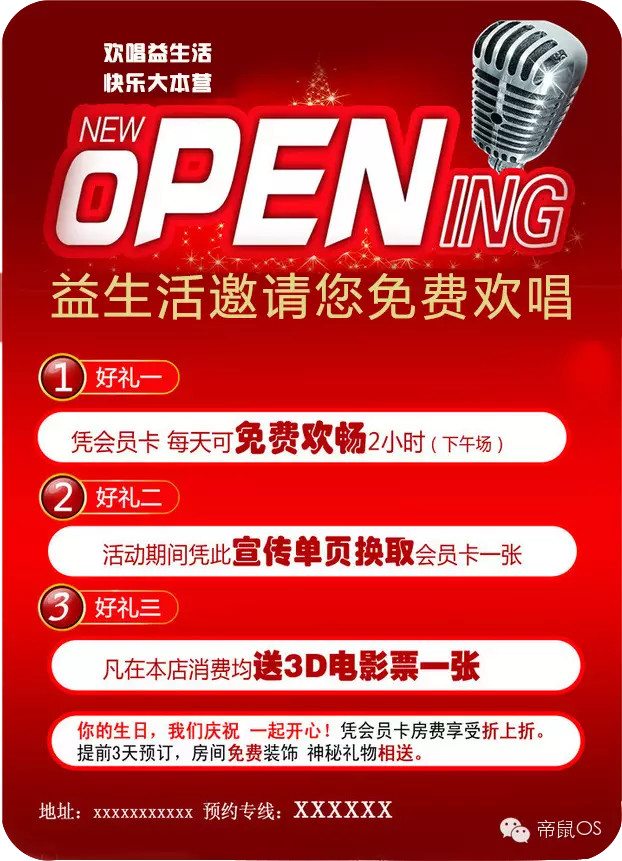 欢唱益生活
快乐大本营
NEW
OPENING
益生活邀请您免费欢唱
1 好礼一
凭会员卡 每天可免费欢畅2小时（下午场）
2 好礼二
活动期间凭此宣传单页换取会员卡一张
3 好礼三
凡在本店消费均送3D电影票一张
你的生日，我们庆祝 一起开心！凭会员卡房费享受折上折。
提前3天预订，房间免费装饰 神秘礼物相送。
地址：xxxxxxxxxxx 预约专线：XXXXXX
帝鼠OS